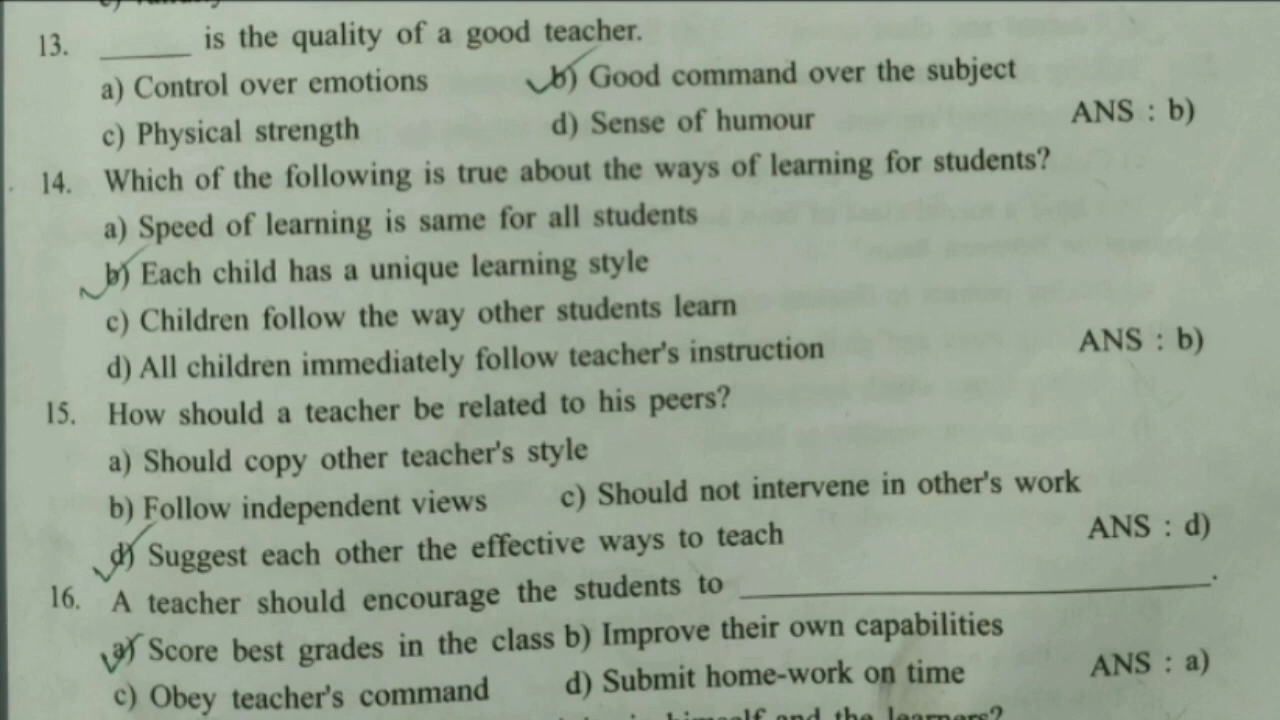 13. ______ is the quality of a good teacher.
a) Control over emotions b) Good command over the subject
c) Physical strength d) Sense of humour ANS : b)
14. Which of the following is true about the ways of learning for students?
a) Speed of learning is same for all students
b) Each child has a unique learning style
c) Children follow the way other students learn
d) All children immediately follow teacher's instruction ANS : b)
15. How should a teacher be related to his peers?
a) Should copy other teacher's style
b) Follow independent views c) Should not intervene in other's work
d) Suggest each other the effective ways to teach ANS : d)
16. A teacher should encourage the students to ______.
a) Score best grades in the class b) Improve their own capabilities
c) Obey teacher's command d) Submit home-work on time ANS : a)
himself and the learners?